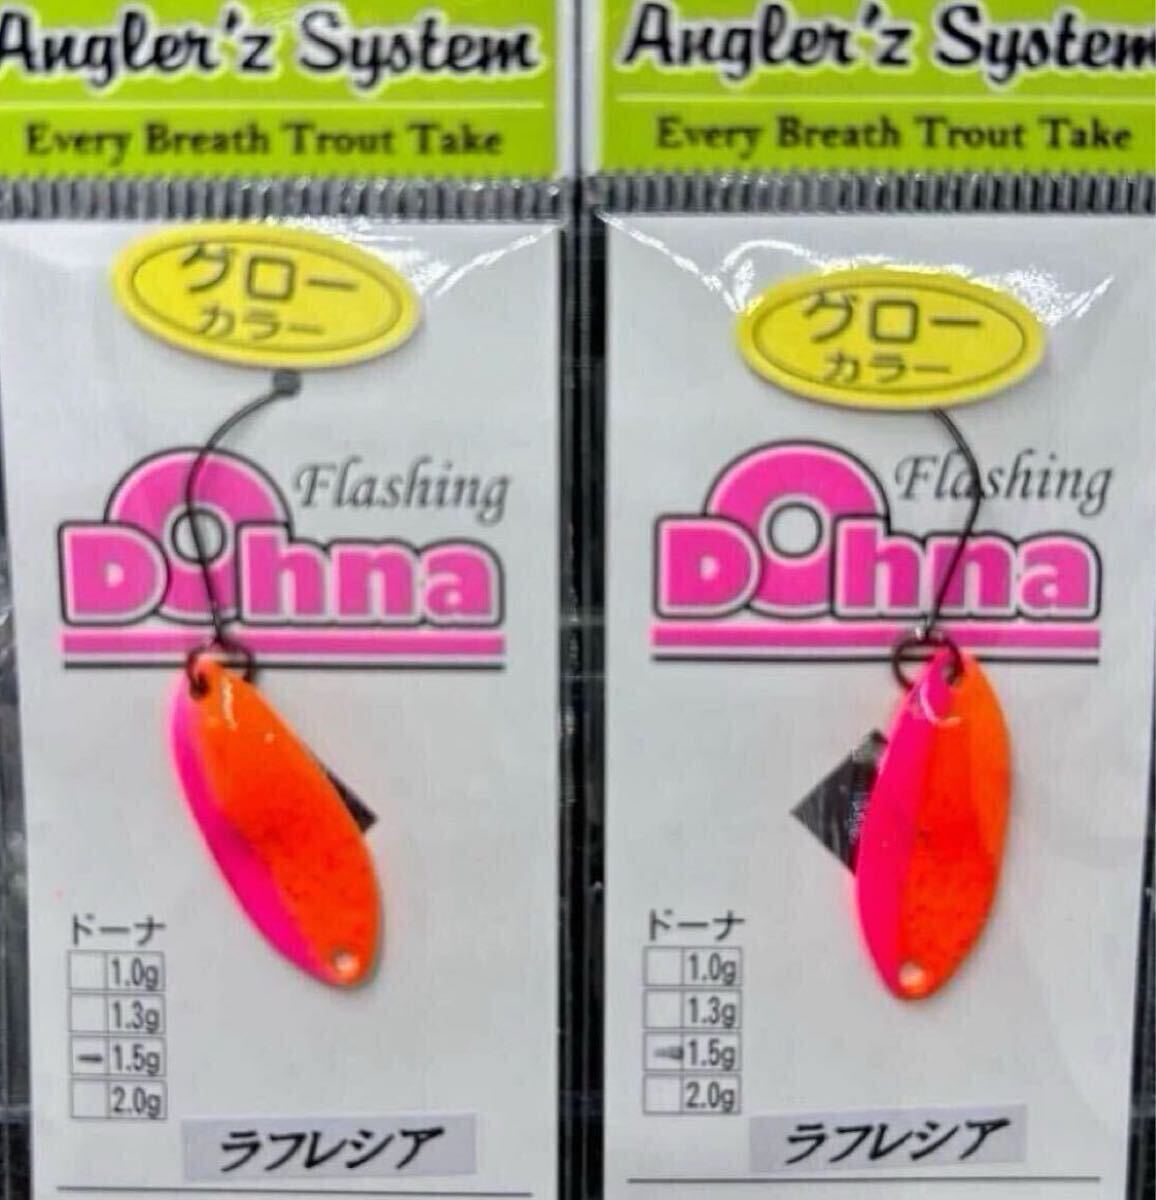 Angler'z System
Every Breath Trout Take
グロー
カラー
Flashing
Dohna
ドーナ
1.0g
1.3g
1.5g
2.0g
ラフレシア
Angler'z System
Every Breath Trout Take
グロー
カラー
Flashing
Dohna
ドーナ
1.0g
1.3g
1.5g
2.0g
ラフレシア